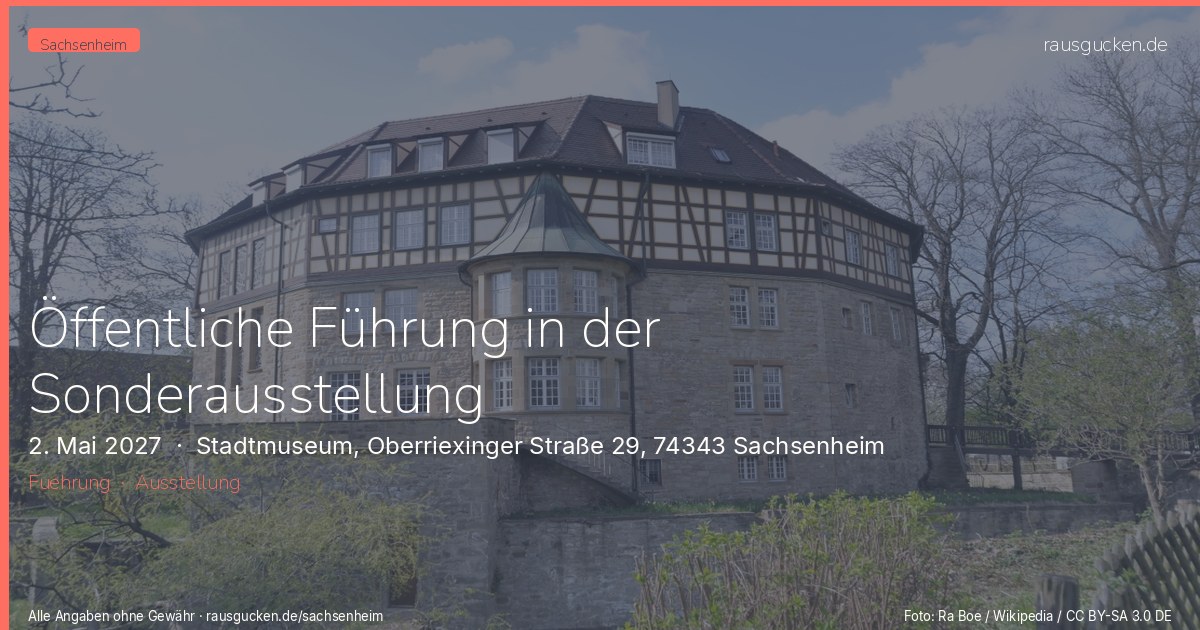 Sachsenheim
rausgucken.de
Öffentliche Führung in der
Sonderausstellung
2. Mai 2027 · Stadtmuseum, Oberriexinger Straße 29, 74343 Sachsenheim
Fuehrung · Ausstellung
Alle Angaben ohne Gewähr · rausgucken.de/sachsenheim
Foto: Ra Boe / Wikipedia / CC BY-SA 3.0 DE